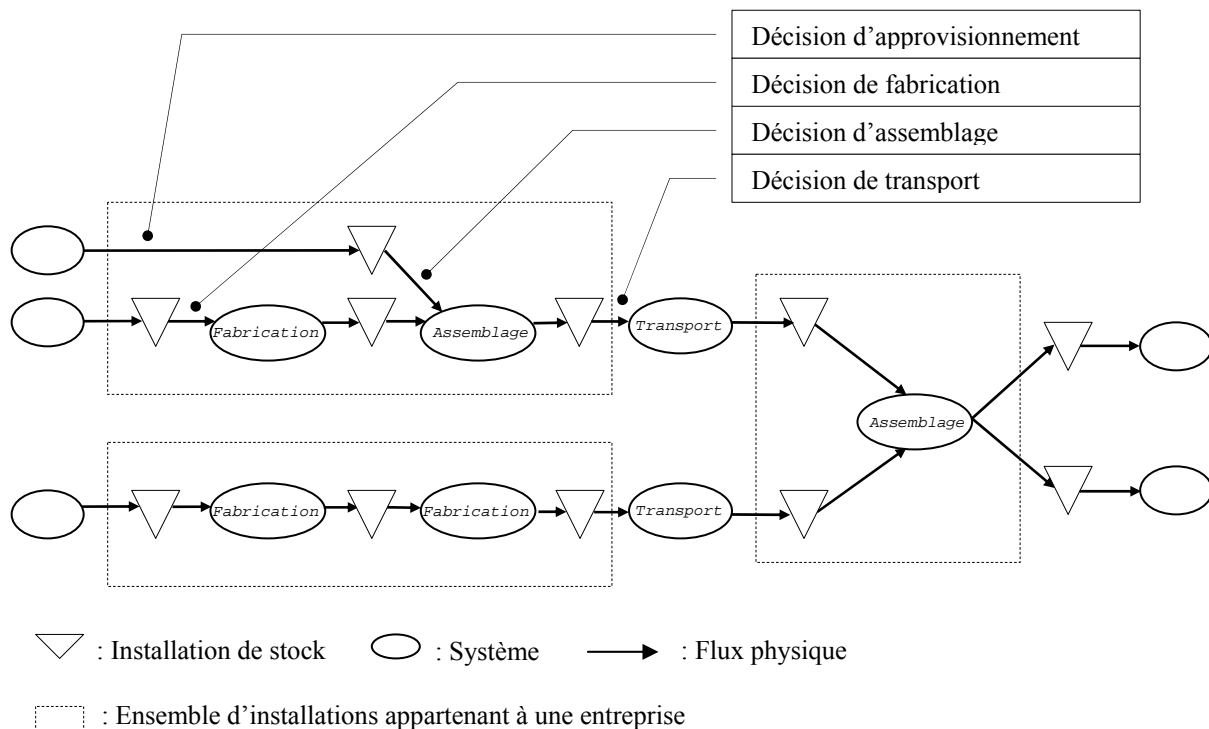 Décision d’approvisionnement
Décision de fabrication
Décision d’assemblage
Décision de transport
Fabrication
Assemblage
Transport
Assemblage
Fabrication
Fabrication
Transport
: Installation de stock
: Système
: Flux physique
: Ensemble d’installations appartenant à une entreprise